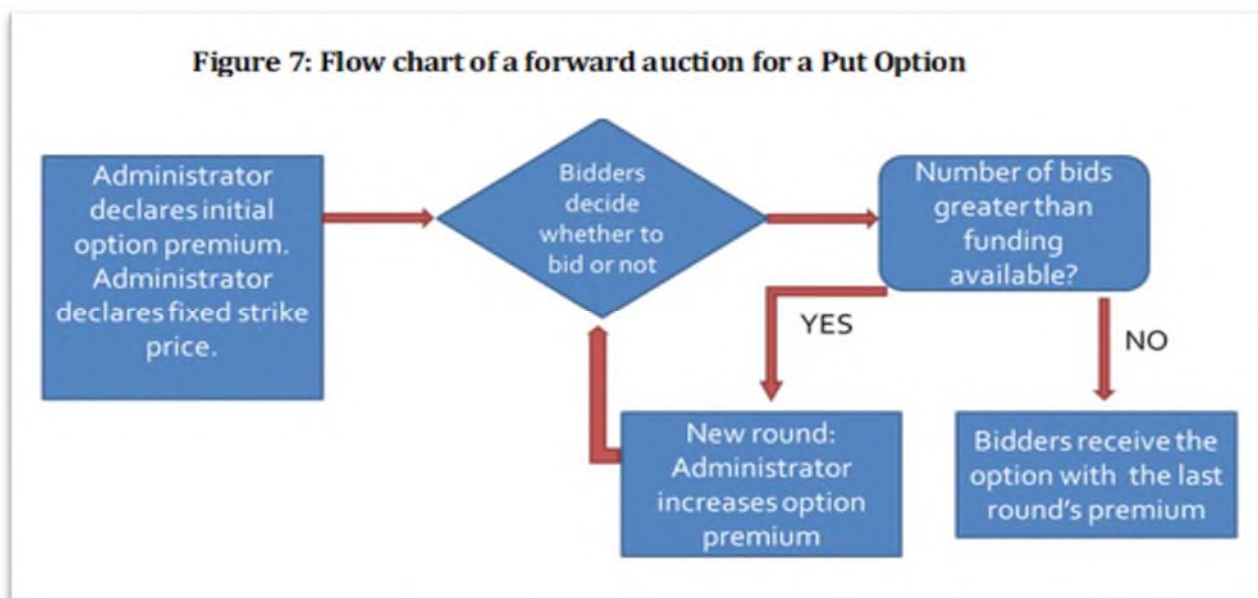 Figure 7: Flow chart of a forward auction for a Put Option
Administrator
declares initial
option premium.
Administrator
declares fixed strike
price.
Bidders
decide
whether to
bid or not
Number of bids
greater than
funding
available?
YES
NO
New round:
Administrator
increases option
premium
Bidders receive the
option with the last
round's premium